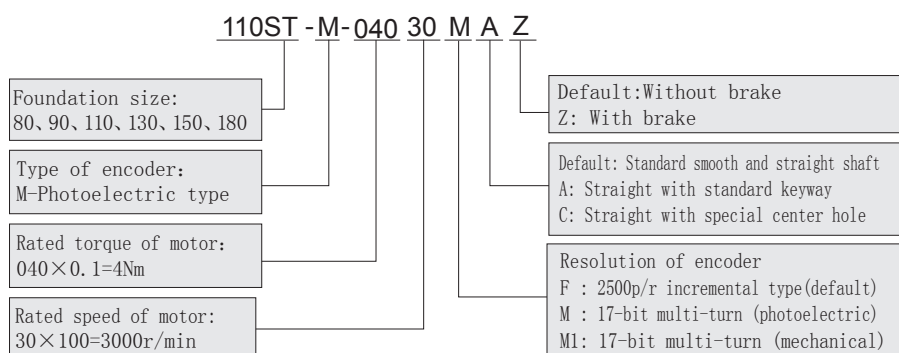 110ST-M-040 30 M A Z
Foundation size:
80、90、110、130、150、180
Type of encoder:
M-Photoelectric type
Rated torque of motor:
040×0.1=4Nm
Rated speed of motor:
30×100=3000r/min
Default:Without brake
Z: With brake
Default: Standard smooth and straight shaft
A: Straight with standard keyway
C: Straight with special center hole
Resolution of encoder
F : 2500p/r incremental type(default)
M : 17-bit multi-turn (photoelectric)
M1: 17-bit multi-turn (mechanical)